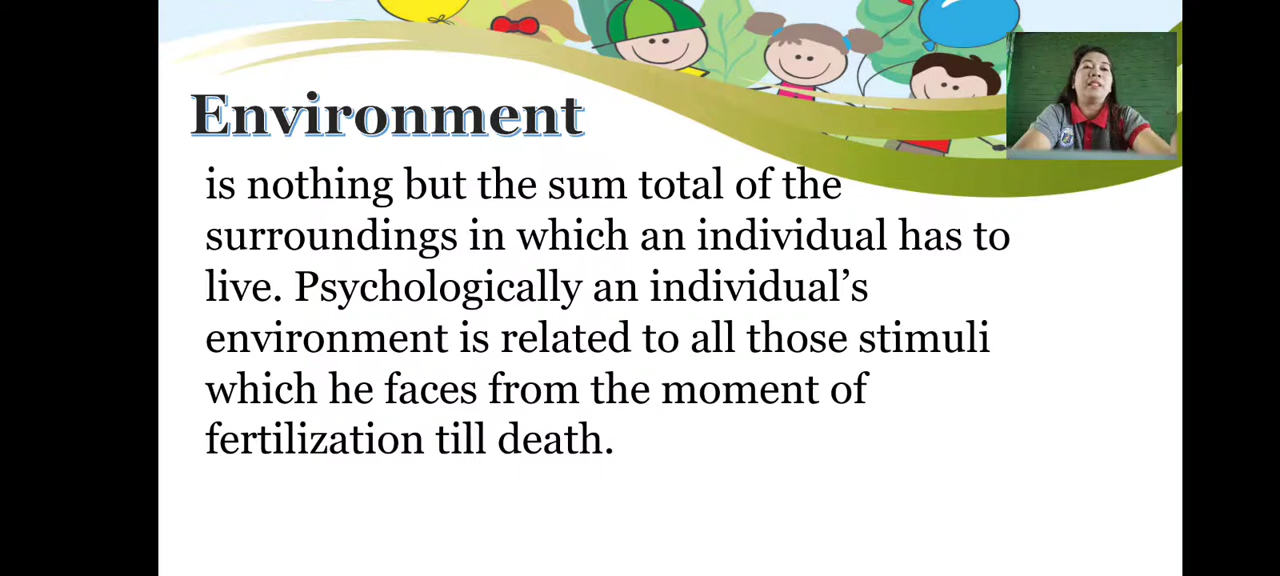 Environment
is nothing but the sum total of the
surroundings in which an individual has to
live. Psychologically an individual’s
environment is related to all those stimuli
which he faces from the moment of
fertilization till death.